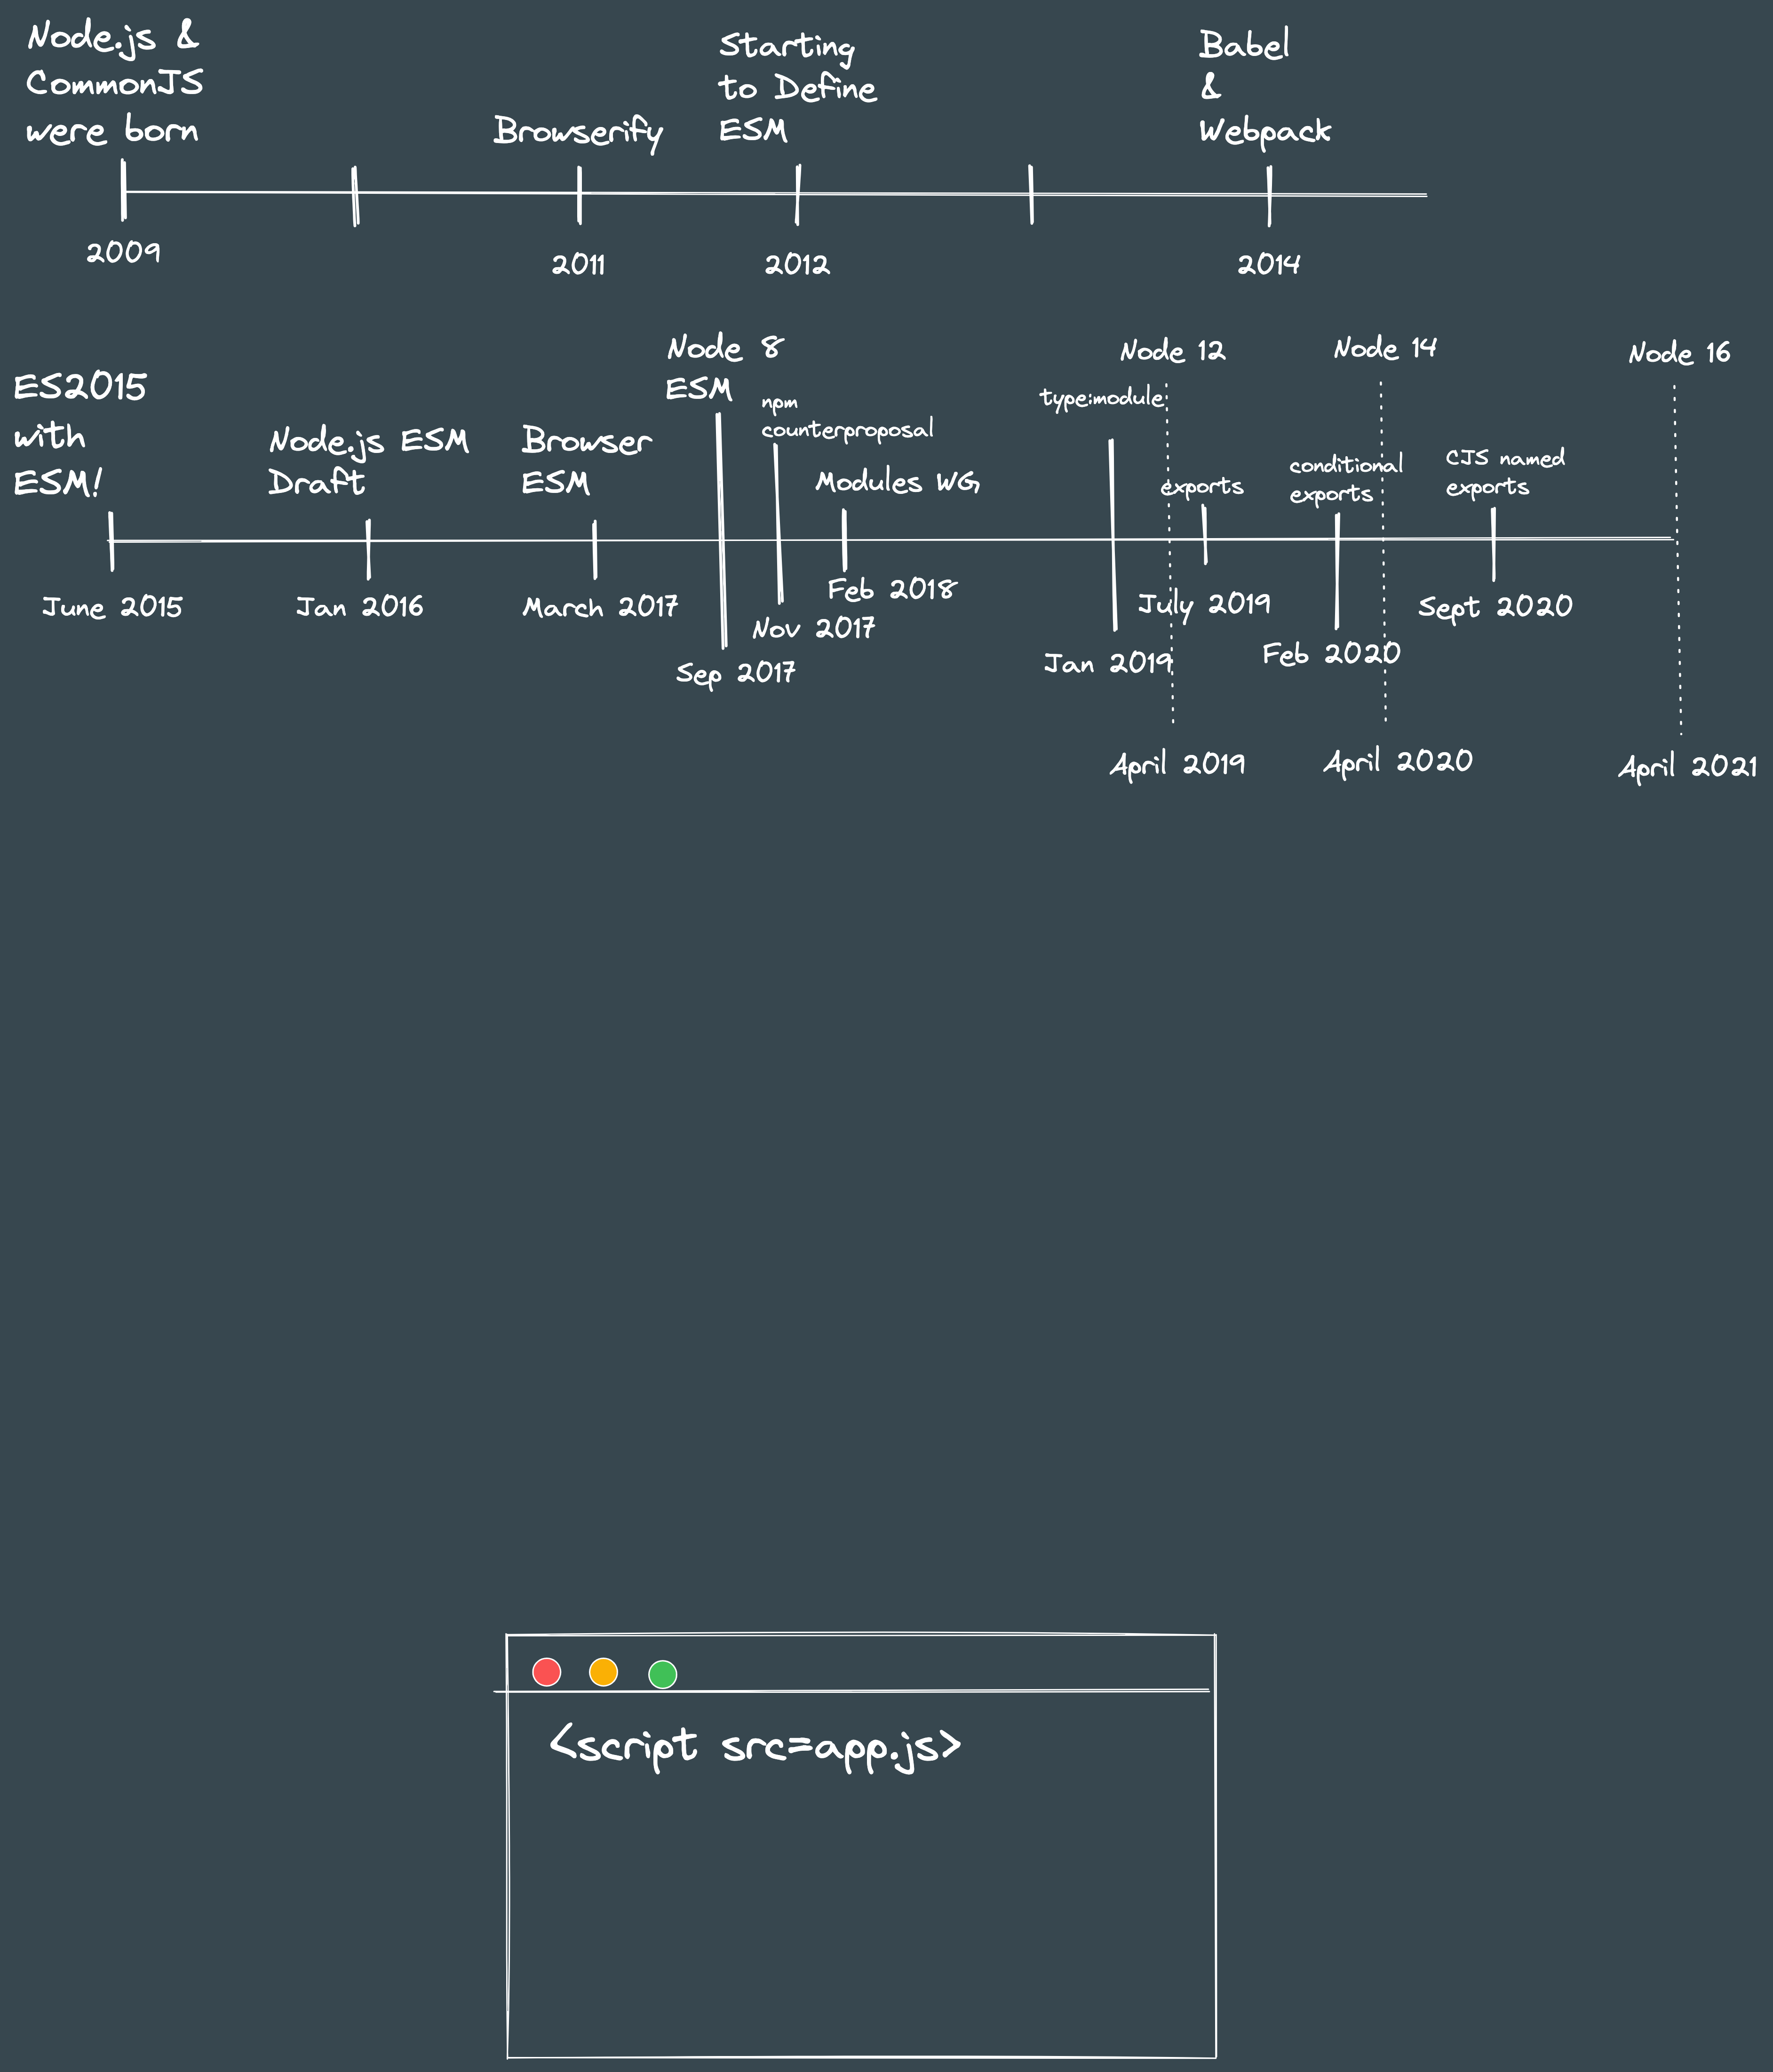 Node.js &
CommonJS
were born
Browserify
Starting
to Define
ESM
Babel
&
Webpack
2009
2011
2012
2014
ES2015
with
ESM!
Node.js ESM
Draft
Browser
ESM
Node 8
ESM
npm
counterproposal
Modules WG
type:module
Node 12
exports
Node 14
conditional
exports
CJS named
exports
Node 16
June 2015
Jan 2016
March 2017
Sep 2017
Nov 2017
Feb 2018
Jan 2019
April 2019
July 2019
Feb 2020
April 2020
Sept 2020
April 2021
<script src=app.js>